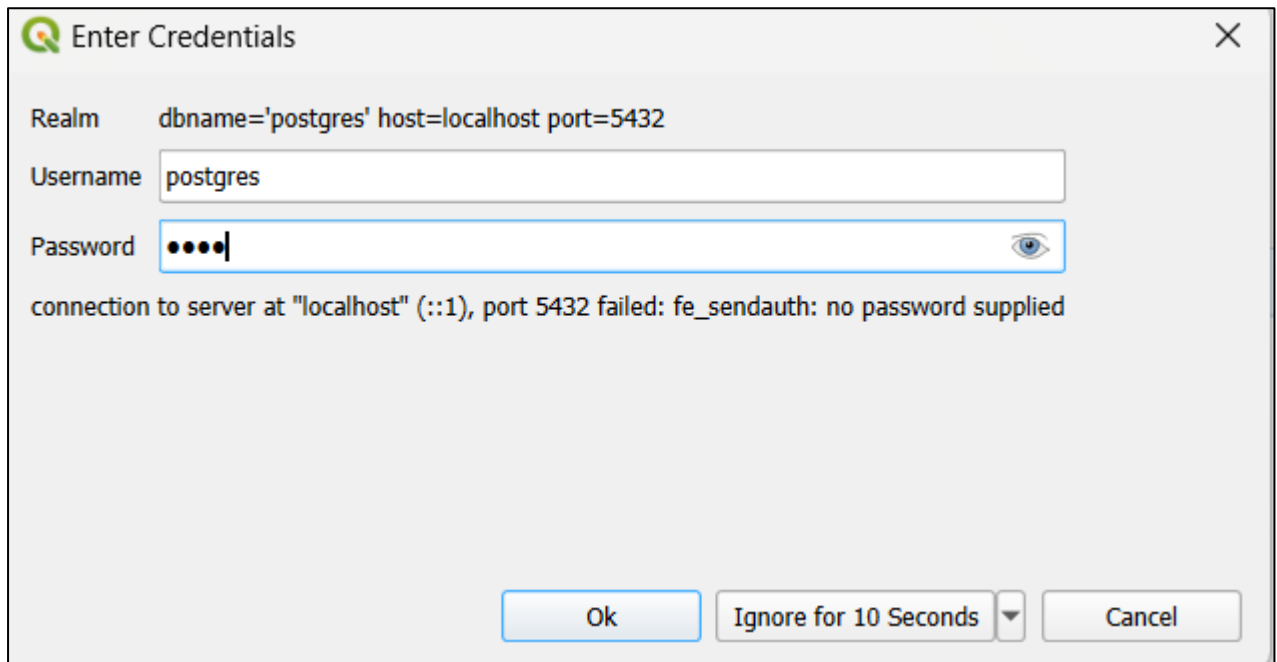 Enter Credentials
Realm dbname='postgres' host=localhost port=5432
Username postgres
Password ••••
connection to server at "localhost" (::1), port 5432 failed: fe_sendauth: no password supplied
Ok Ignore for 10 Seconds Cancel